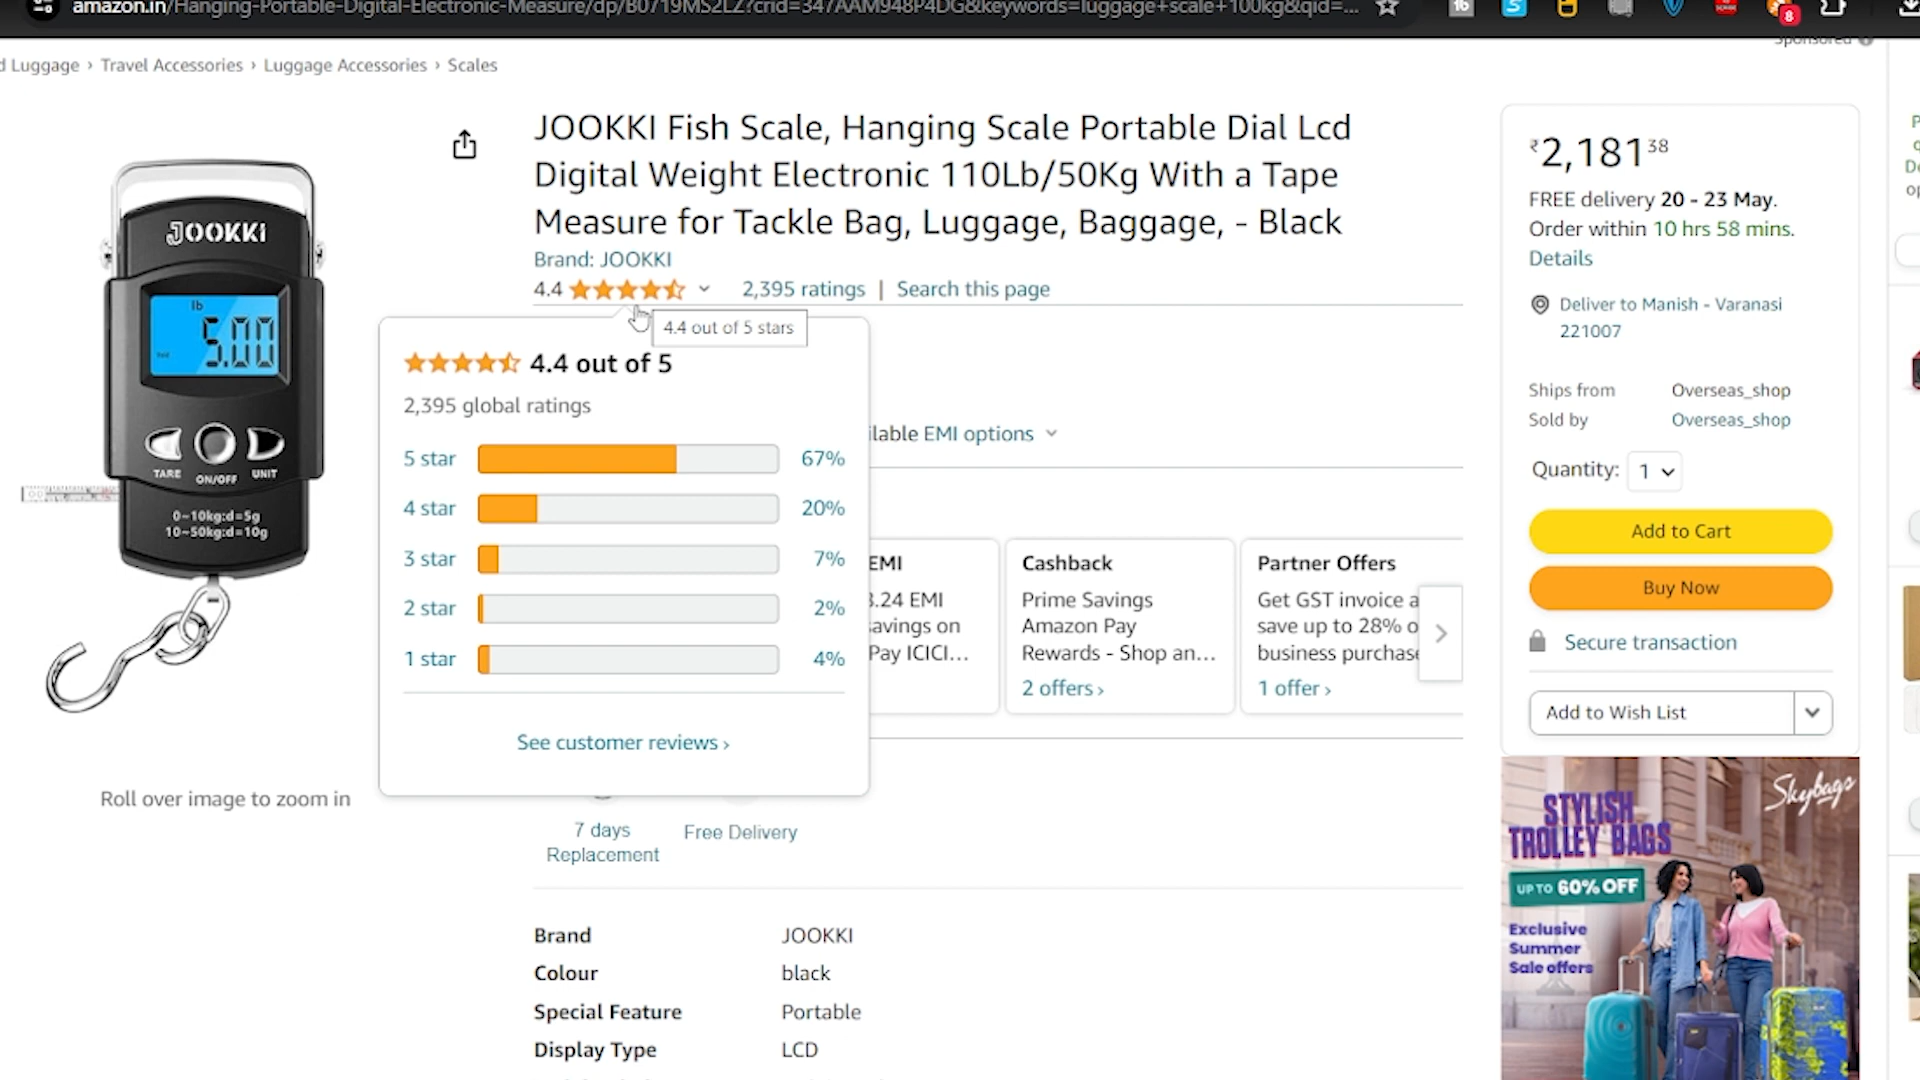 amazon.in/Hanging-Portable-Digital-Electronic-Measure/dp/B0719MS2LZ?crid=347AAM948P4DG&keywords=luggage+scale+100kg&qid=...
8
Sponsored
d Luggage › Travel Accessories › Luggage Accessories › Scales
JOOKKI Fish Scale, Hanging Scale Portable Dial Lcd
Digital Weight Electronic 110Lb/50Kg With a Tape
Measure for Tackle Bag, Luggage, Baggage, - Black
Brand: JOOKKI
4.4
2,395 ratings | Search this page
4.4 out of 5 stars
4.4 out of 5
2,395 global ratings
5 star 67%
4 star 20%
3 star 7%
2 star 2%
1 star 4%
See customer reviews ›
JOOKKI
lb
5.00
TARE ON/OFF UNIT
0~10kg:d=5g
10~50kg:d=10g
Roll over image to zoom in
ilable EMI options
EMI
3.24 EMI
savings on
Pay ICICI...
Cashback
Prime Savings
Amazon Pay
Rewards - Shop an...
2 offers ›
Partner Offers
Get GST invoice a
save up to 28% o
business purchase
1 offer ›
7 days
Replacement
Free Delivery
Brand JOOKKI
Colour black
Special Feature Portable
Display Type LCD
₹2,181 38
FREE delivery 20 - 23 May.
Order within 10 hrs 58 mins.
Details
Deliver to Manish - Varanasi
221007
Ships from Overseas_shop
Sold by Overseas_shop
Quantity: 1
Add to Cart
Buy Now
Secure transaction
Add to Wish List
Skybags
STYLISH
TROLLEY BAGS
UP TO 60% OFF
Exclusive
Summer
Sale offers